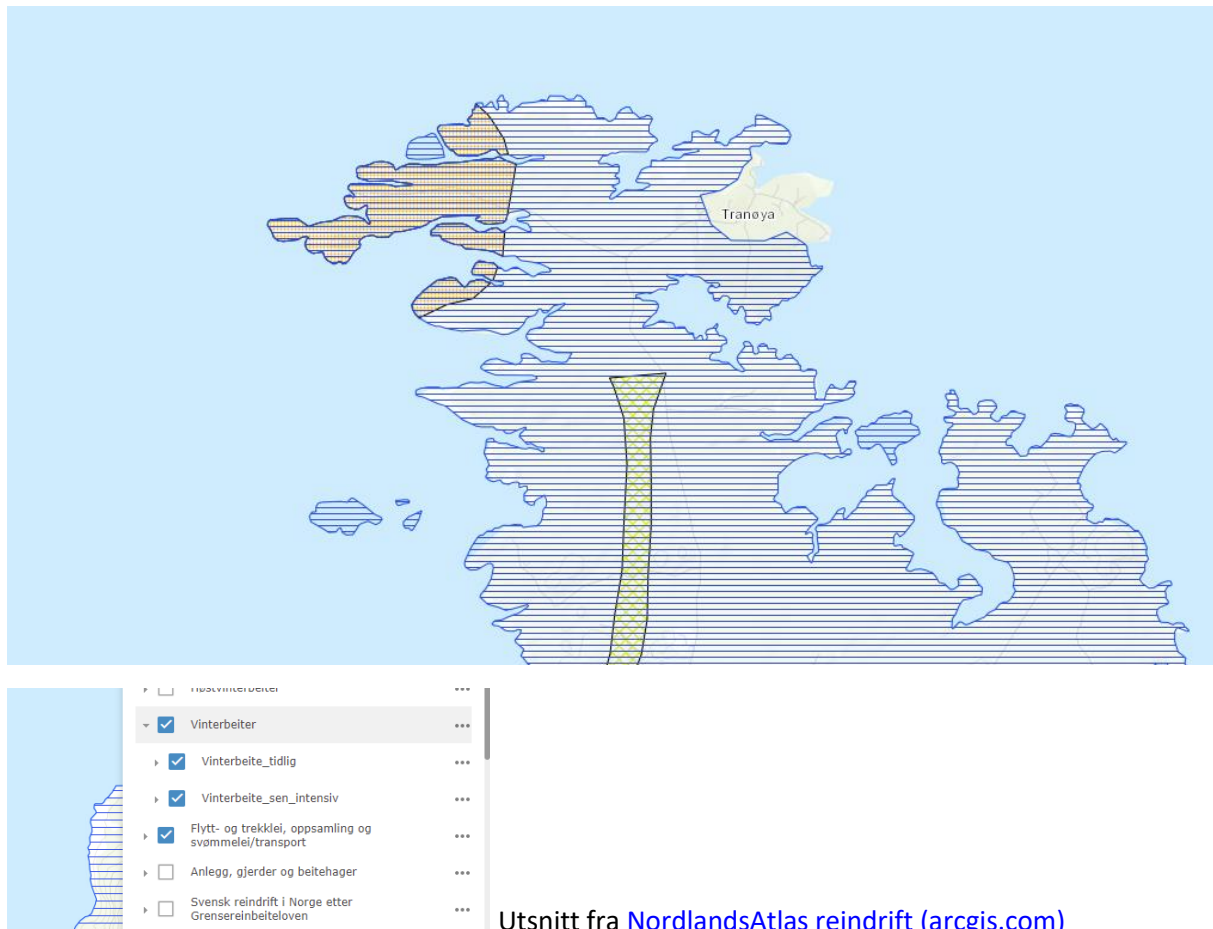 Tranøya
Høstvinterbeiter
Vinterbeiter
Vinterbeite_tidlig
Vinterbeite_sen_intensiv
Flytt- og trekklei, oppsamling og
svømmelei/transport
Anlegg, gjerder og beitehager
Svensk reindrift i Norge etter
Grensereinbeiteloven
Utsnitt fra NordlandsAtlas reindrift (arcgis.com)